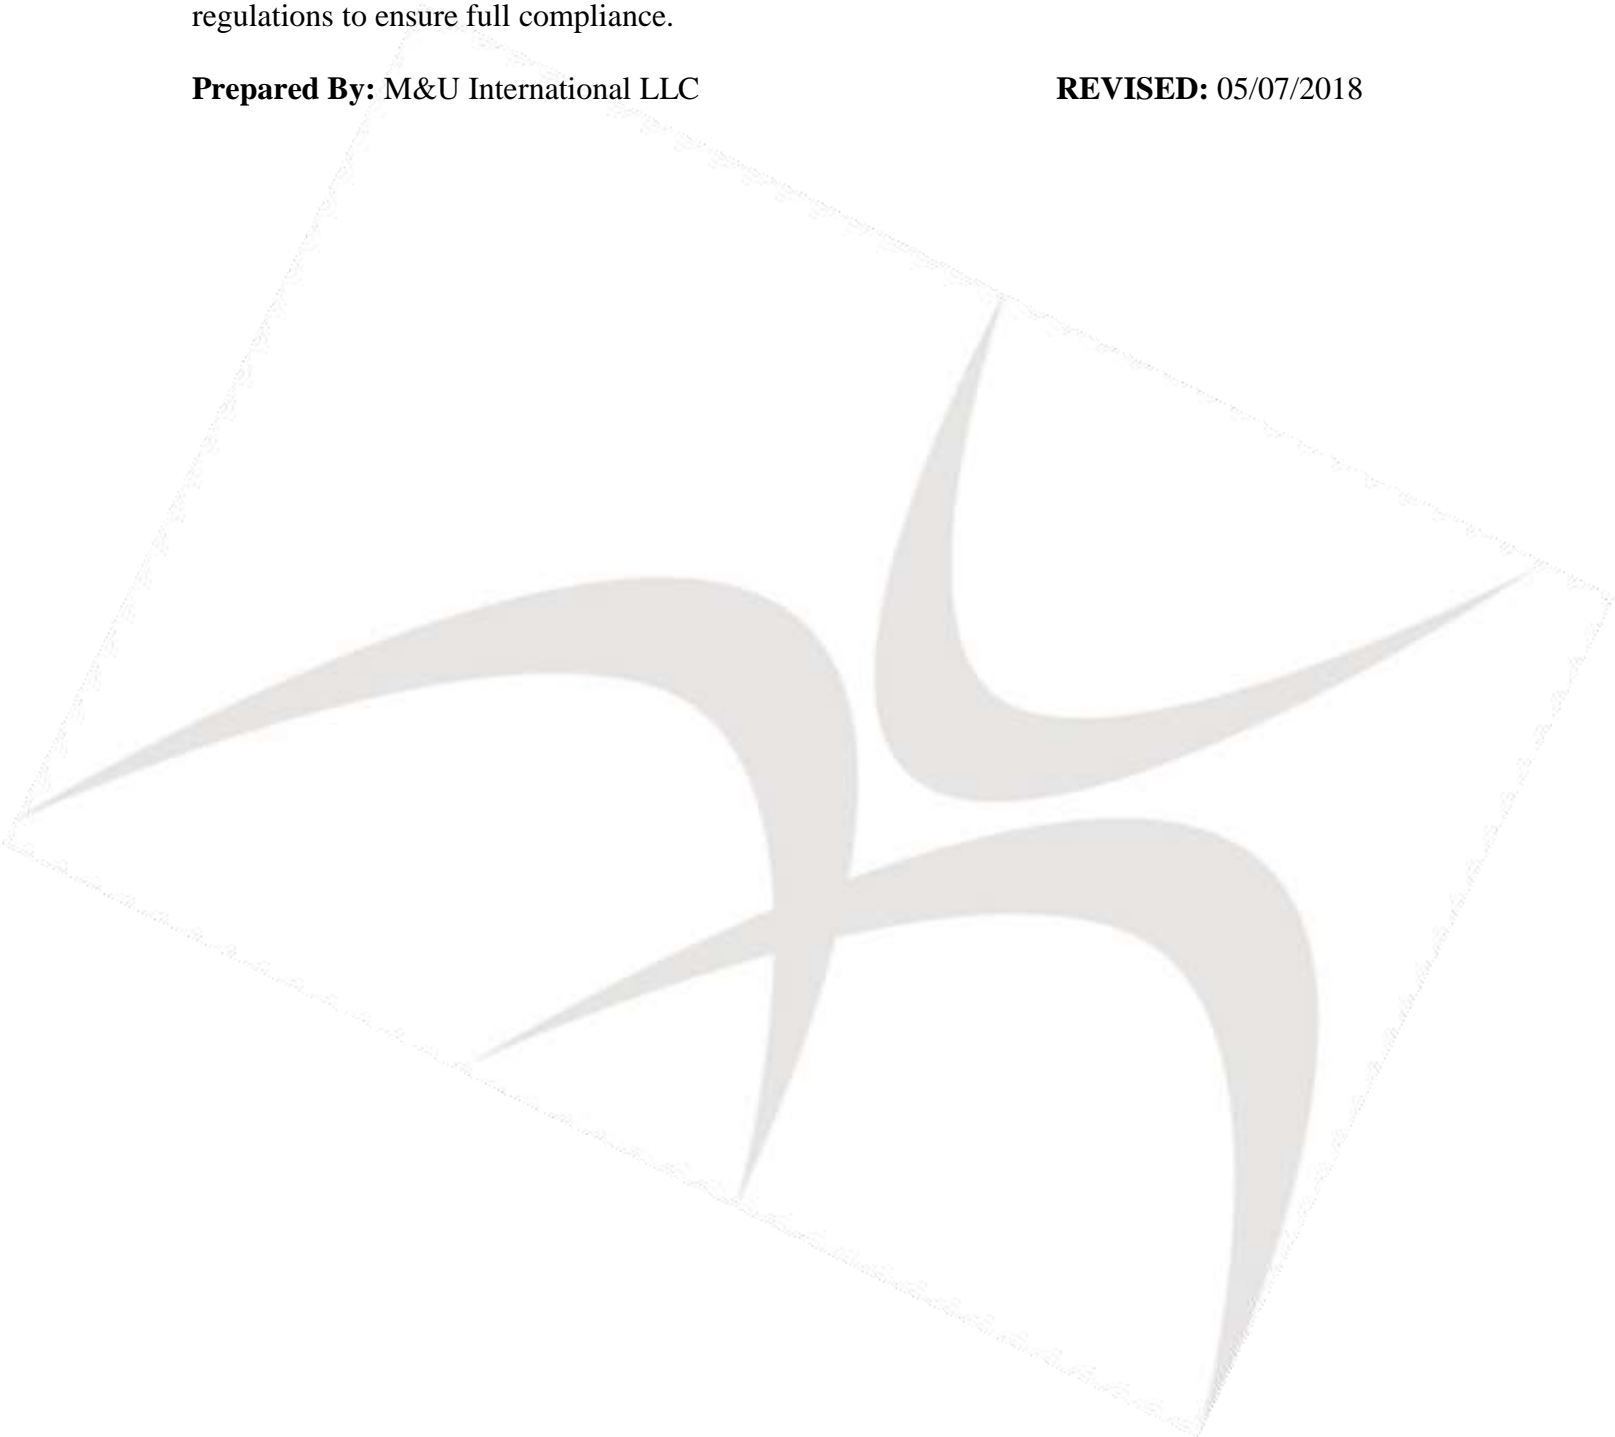 regulations to ensure full compliance.
Prepared By: M&U International LLC REVISED: 05/07/2018